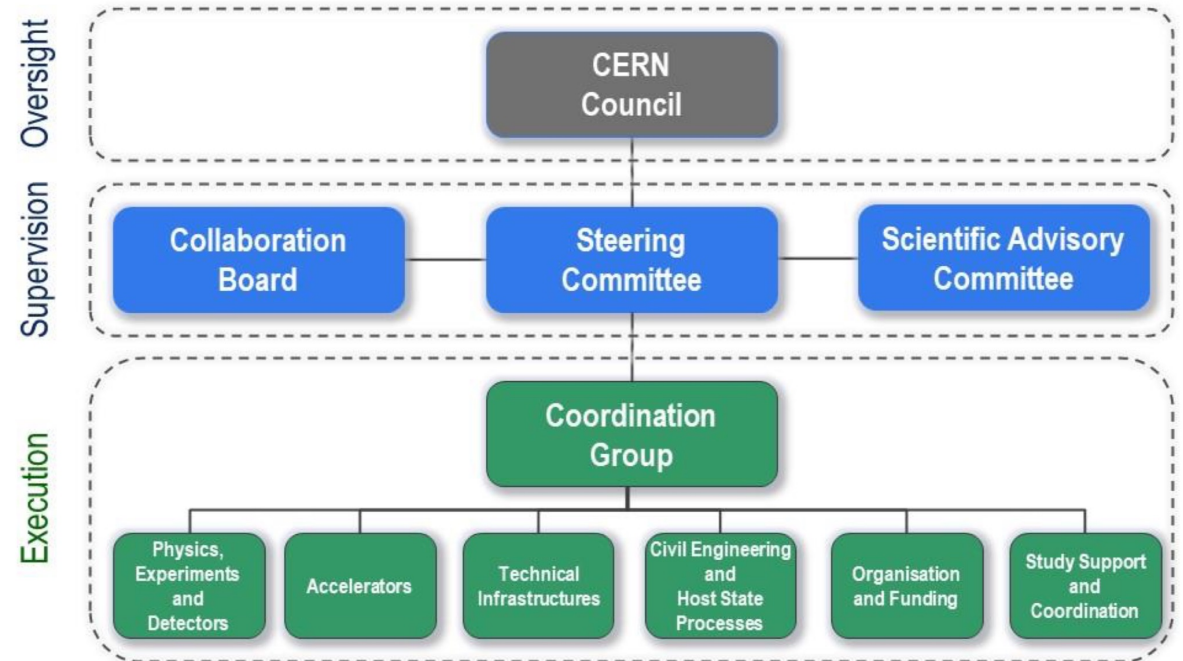 Oversight
CERN
Council
Supervision
Collaboration
Board
Steering
Committee
Scientific Advisory
Committee
Execution
Coordination
Group
Physics,
Experiments
and
Detectors
Accelerators
Technical
Infrastructures
Civil Engineering
and
Host State
Processes
Organisation
and Funding
Study Support
and
Coordination